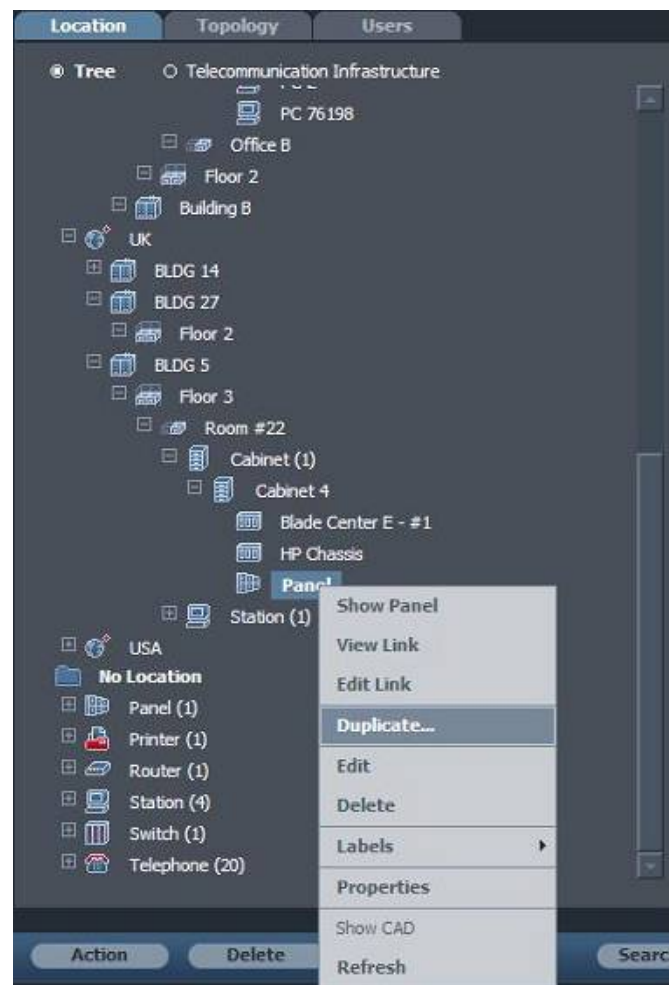 Location Topology Users
Tree Telecommunication Infrastructure
PC 76198
Office B
Floor 2
Building B
UK
BLDG 14
BLDG 27
Floor 2
BLDG 5
Floor 3
Room #22
Cabinet (1)
Cabinet 4
Blade Center E - #1
HP Chassis
Panel
Station (1)
USA
No Location
Panel (1)
Printer (1)
Router (1)
Station (4)
Switch (1)
Telephone (20)
Show Panel
View Link
Edit Link
Duplicate...
Edit
Delete
Labels
Properties
Show CAD
Refresh
Action Delete